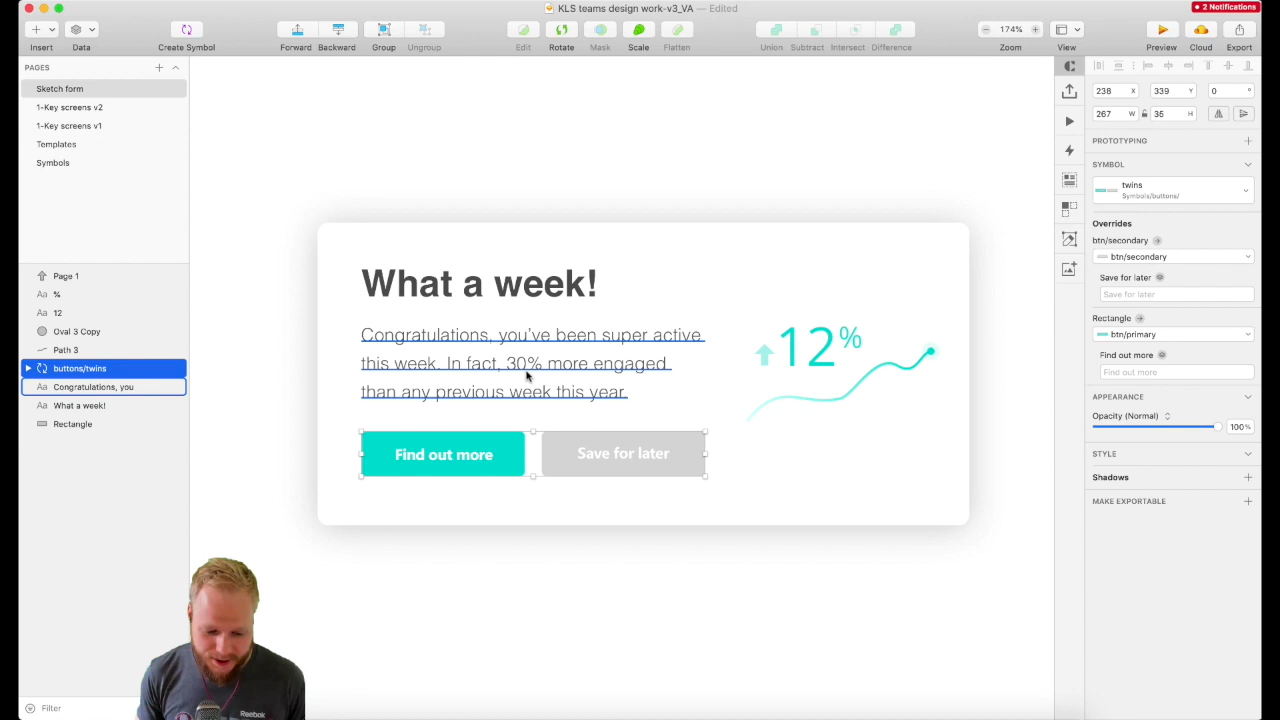 KLS teams design work-v3_VA — Edited
2 Notifications
Insert
Data
Create Symbol
Forward
Backward
Group
Ungroup
Edit
Rotate
Mask
Scale
Flatten
Union
Subtract
Intersect
Difference
174%
Zoom
View
Preview
Cloud
Export
PAGES
Sketch form
1-Key screens v2
1-Key screens v1
Templates
Symbols
Page 1
Aa %
Aa 12
Oval 3 Copy
Path 3
buttons/twins
Aa Congratulations, you
Aa What a week!
Rectangle
Filter
What a week!
Congratulations, you've been super active
this week. In fact, 30% more engaged
than any previous week this year.
12%
Find out more
Save for later
Reebok
238 X
339 Y
0 °
267 W
35 H
PROTOTYPING
SYMBOL
twins
Symbols/buttons/
Overrides
btn/secondary
btn/secondary
Save for later
Save for later
Rectangle
btn/primary
Find out more
Find out more
APPEARANCE
Opacity (Normal)
100%
STYLE
Shadows
MAKE EXPORTABLE